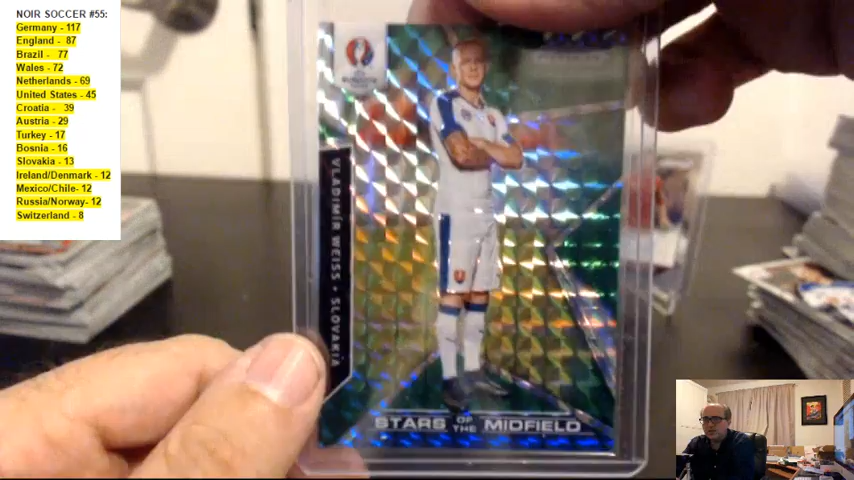 NOIR SOCCER #55:
Germany - 117
England - 87
Brazil - 77
Wales - 72
Netherlands - 69
United States - 45
Croatia - 39
Austria - 29
Turkey - 17
Bosnia - 16
Slovakia - 13
Ireland/Denmark - 12
Mexico/Chile- 12
Russia/Norway- 12
Switzerland - 8
VLADIMÍR WEISS • SLOVAKIA
STARS OF THE MIDFIELD